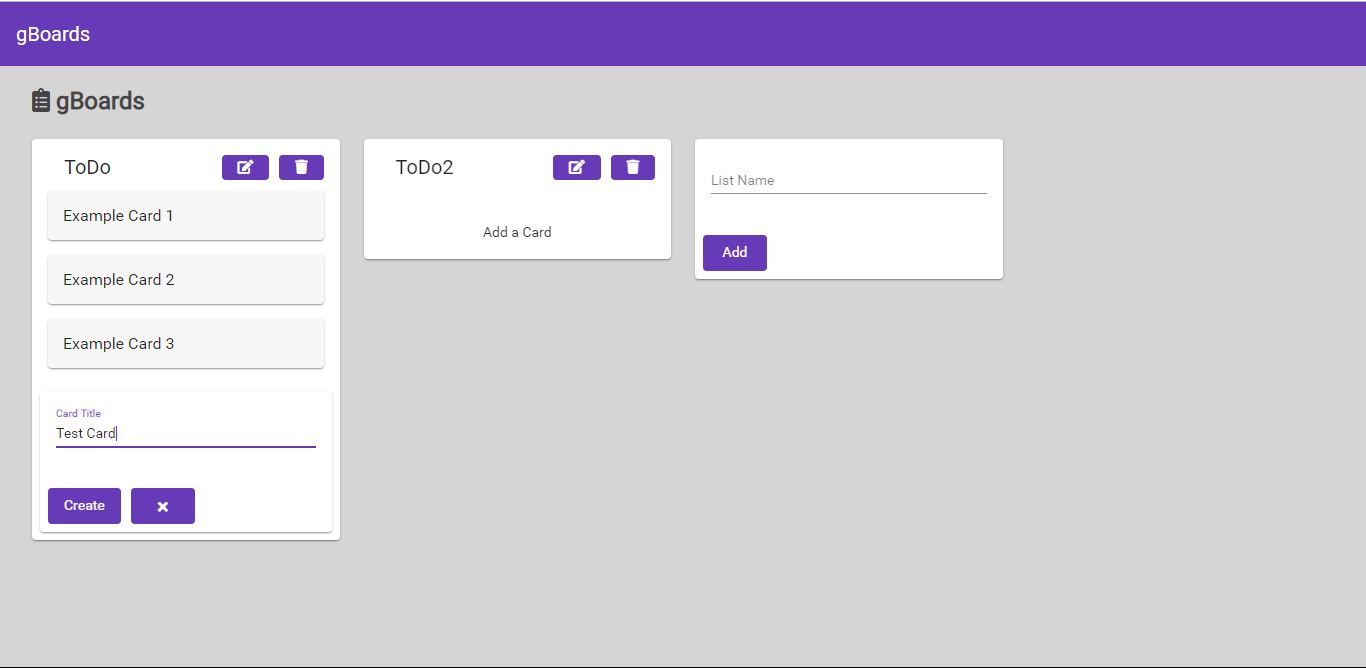 gBoards
gBoards
ToDo
Example Card 1
Example Card 2
Example Card 3
Card Title
Test Card
Create
ToDo2
Add a Card
List Name
Add